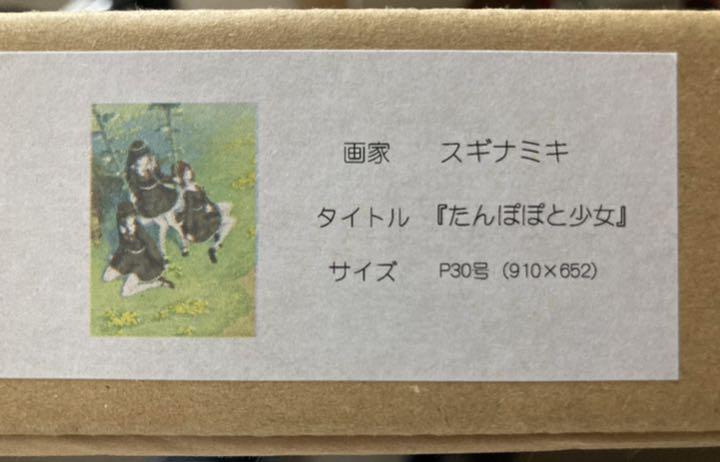 画家 スギナミキ
タイトル 『たんぽぽと少女』
サイズ P30号（910×652）